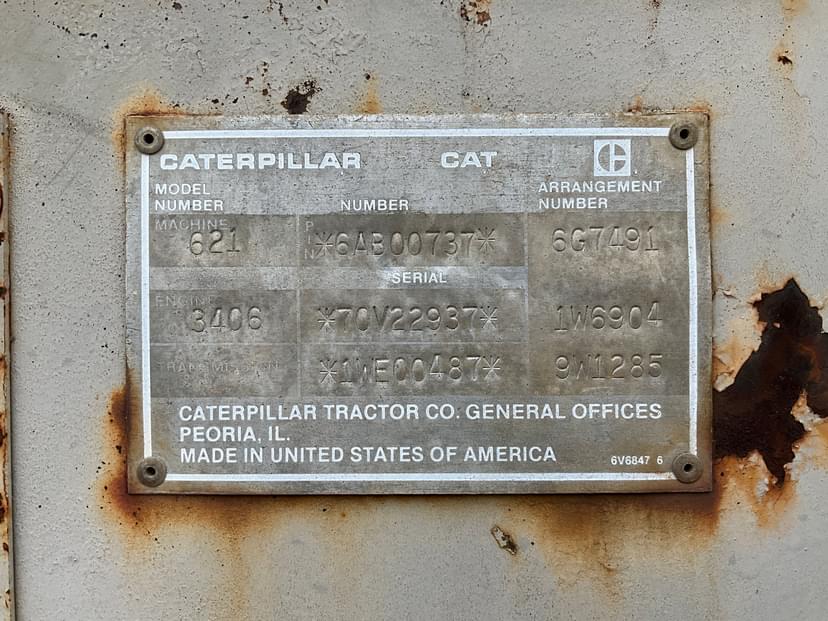 CATERPILLAR CAT C
MODEL NUMBER NUMBER ARRANGEMENT NUMBER
MACHINE 621 PIN *6AB00737* 6G7491
SERIAL
ENGINE 3406 *70V22937* 1W6904
TRANSMISSION *1WE00487* 9W1285
CATERPILLAR TRACTOR CO. GENERAL OFFICES
PEORIA, IL.
MADE IN UNITED STATES OF AMERICA 6V6847 6